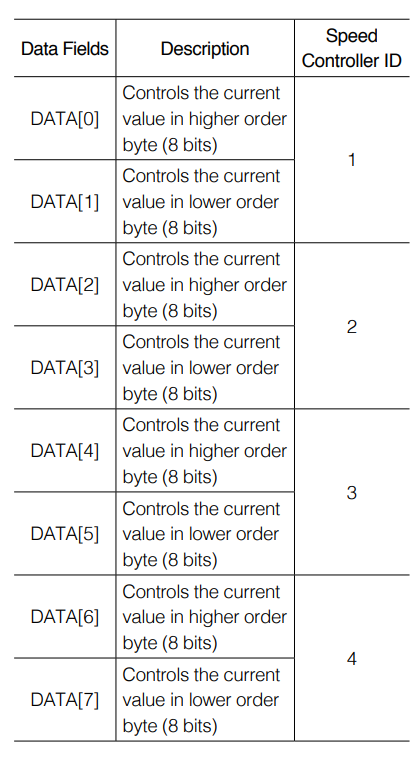 Data Fields Description Speed
Controller ID
DATA[0] Controls the current
value in higher order
byte (8 bits)
1
DATA[1] Controls the current
value in lower order
byte (8 bits)
DATA[2] Controls the current
value in higher order
byte (8 bits)
2
DATA[3] Controls the current
value in lower order
byte (8 bits)
DATA[4] Controls the current
value in higher order
byte (8 bits)
3
DATA[5] Controls the current
value in lower order
byte (8 bits)
DATA[6] Controls the current
value in higher order
byte (8 bits)
4
DATA[7] Controls the current
value in lower order
byte (8 bits)